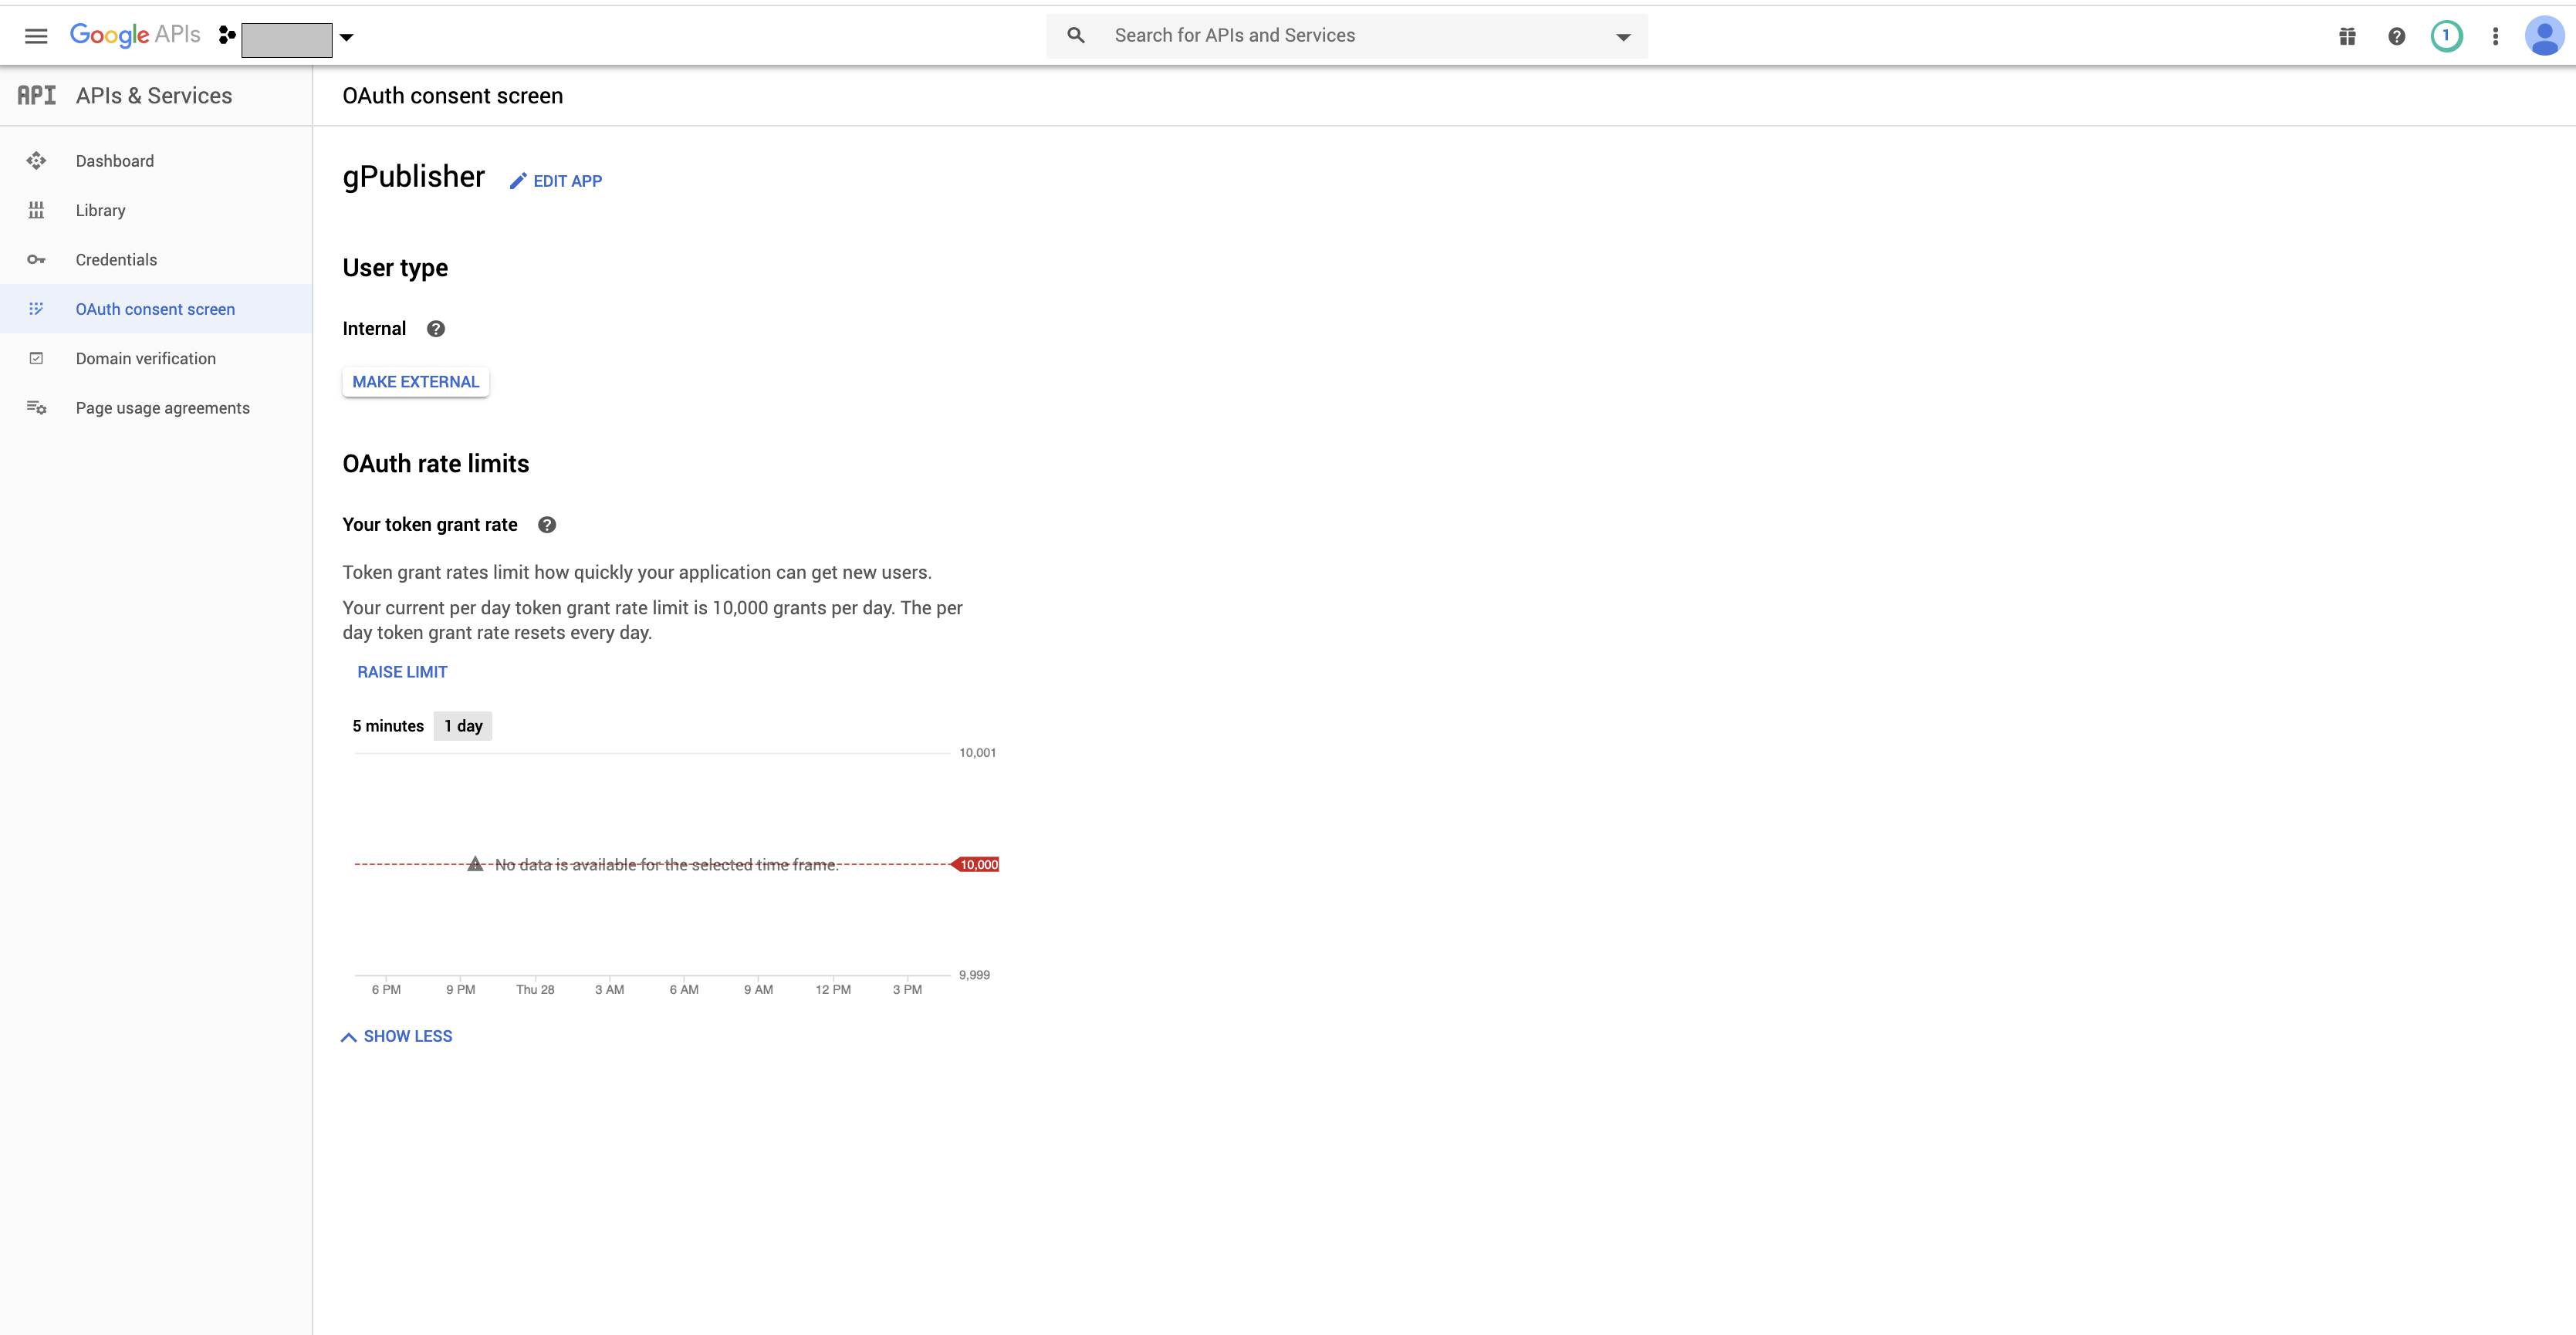 Google APIs
Search for APIs and Services
1
API APIs & Services
OAuth consent screen
Dashboard
Library
Credentials
OAuth consent screen
Domain verification
Page usage agreements
gPublisher
EDIT APP
User type
Internal
MAKE EXTERNAL
OAuth rate limits
Your token grant rate
Token grant rates limit how quickly your application can get new users.
Your current per day token grant rate limit is 10,000 grants per day. The per
day token grant rate resets every day.
RAISE LIMIT
5 minutes 1 day
10,001
No data is available for the selected time frame.
10,000
9,999
6 PM 9 PM Thu 28 3 AM 6 AM 9 AM 12 PM 3 PM
SHOW LESS